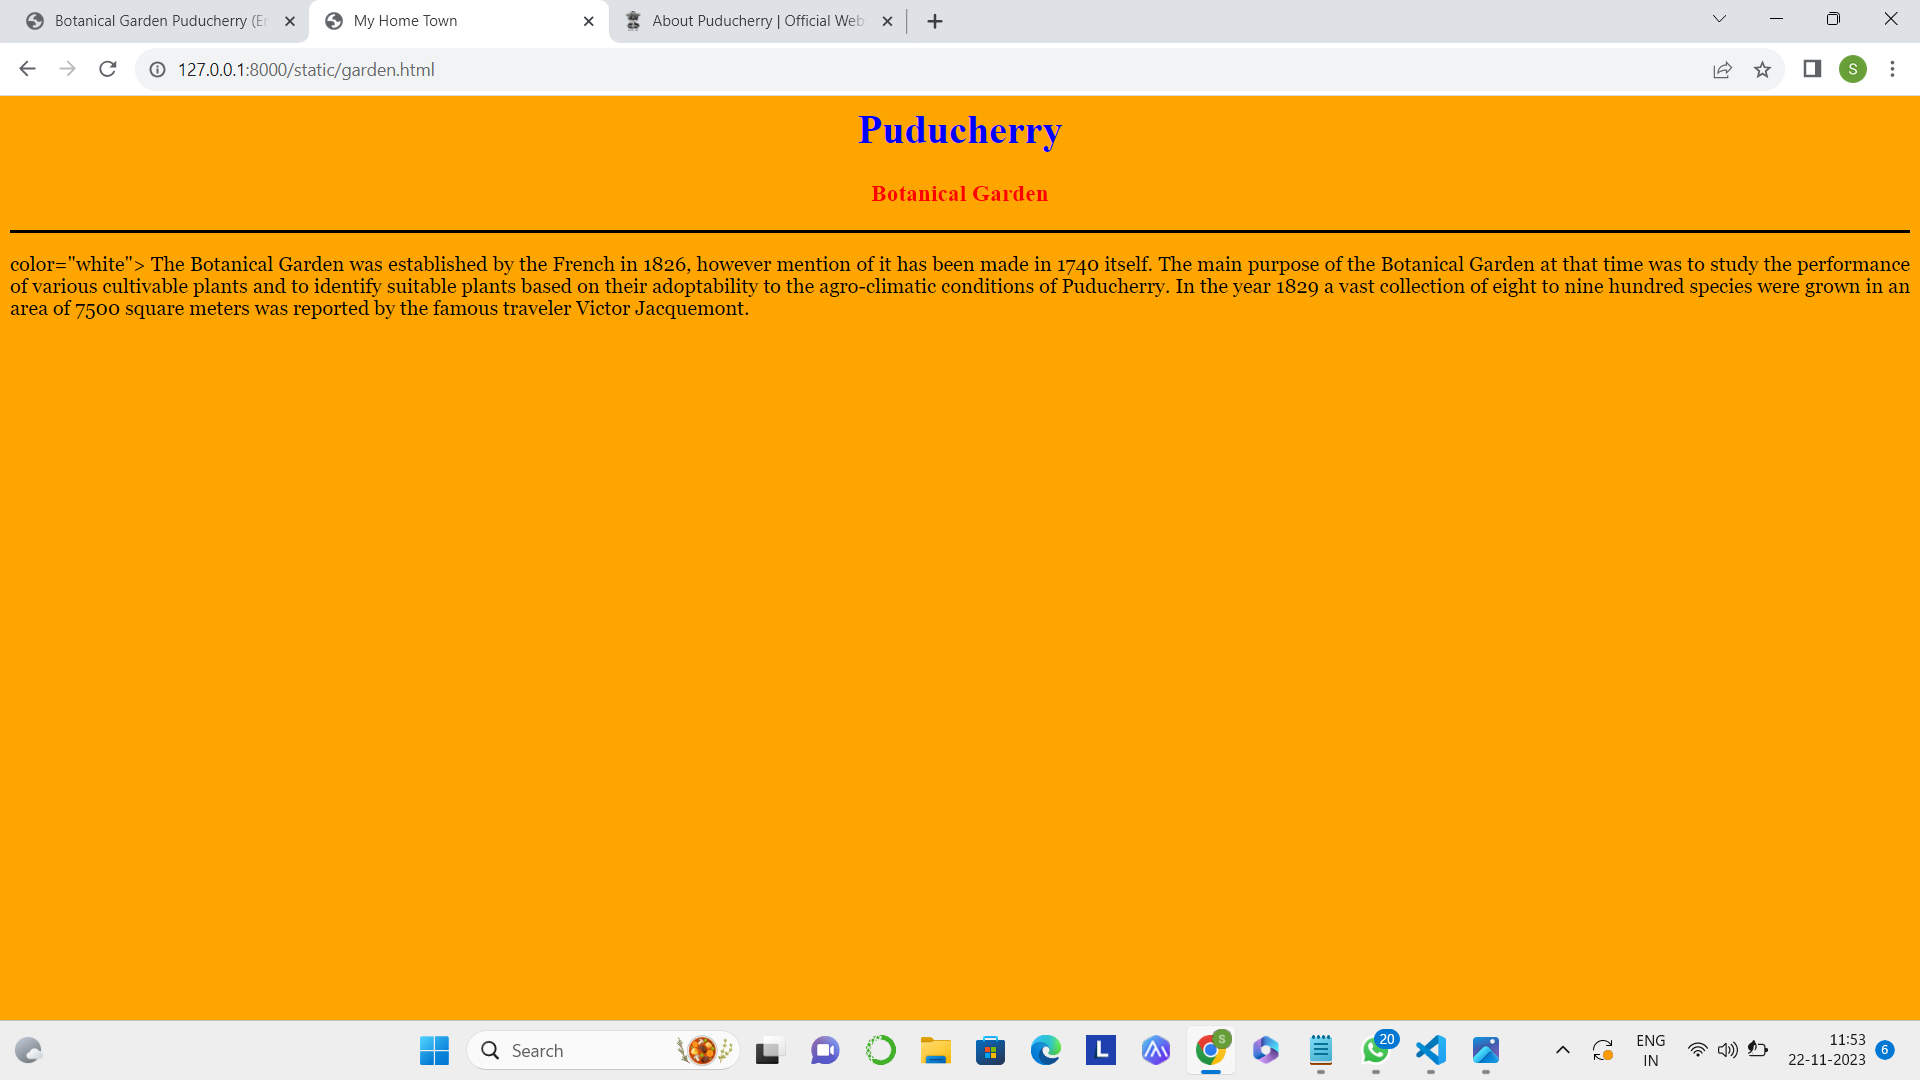 Botanical Garden Puducherry (Er
My Home Town
About Puducherry | Official Web
127.0.0.1:8000/static/garden.html
S
Puducherry
Botanical Garden
color="white"> The Botanical Garden was established by the French in 1826, however mention of it has been made in 1740 itself. The main purpose of the Botanical Garden at that time was to study the performance
of various cultivable plants and to identify suitable plants based on their adoptability to the agro-climatic conditions of Puducherry. In the year 1829 a vast collection of eight to nine hundred species were grown in an
area of 7500 square meters was reported by the famous traveler Victor Jacquemont.
Search
L
S
20
ENG
IN
11:53
22-11-2023
6